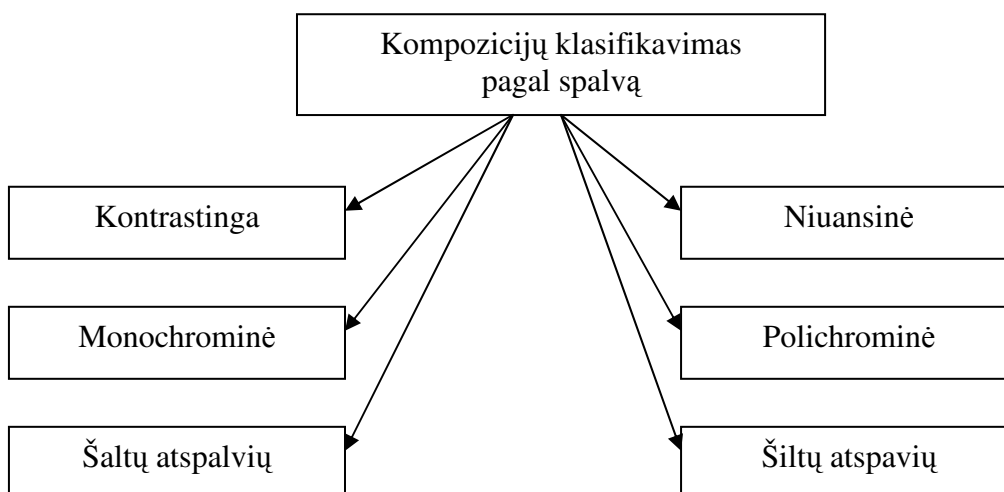 Kompozicijų klasifikavimas
pagal spalvą
Kontrastinga
Niuansinė
Monochrominė
Polichrominė
Šaltų atspalvių
Šiltų atspavių